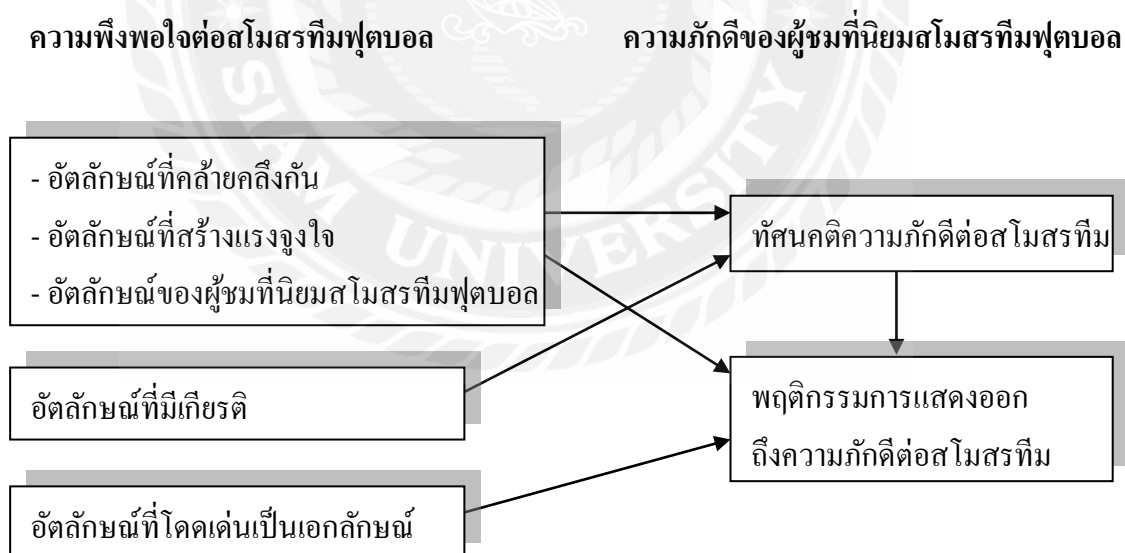 ความพึงพอใจต่อสโมสรทีมฟุตบอล
ความภักดีของผู้ชมที่นิยมสโมสรทีมฟุตบอล
- อัตลักษณ์ที่คล้ายคลึงกัน
- อัตลักษณ์ที่สร้างแรงจูงใจ
- อัตลักษณ์ของผู้ชมที่นิยมสโมสรทีมฟุตบอล
อัตลักษณ์ที่มีเกียรติ
อัตลักษณ์ที่โดดเด่นเป็นเอกลักษณ์
ทัศนคติความภักดีต่อสโมสรทีม
พฤติกรรมการแสดงออก
ถึงความภักดีต่อสโมสรทีม
SIAM UNIVERSITY